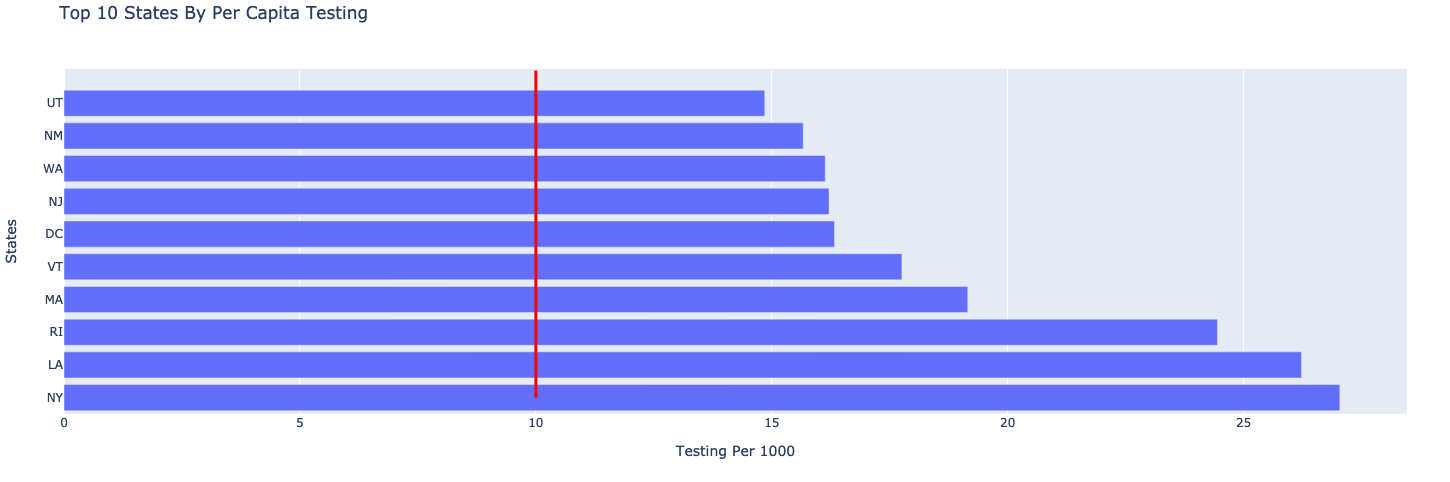 Top 10 States By Per Capita Testing
States
UT
NM
WA
NJ
DC
VT
MA
RI
LA
NY
0 5 10 15 20 25
Testing Per 1000